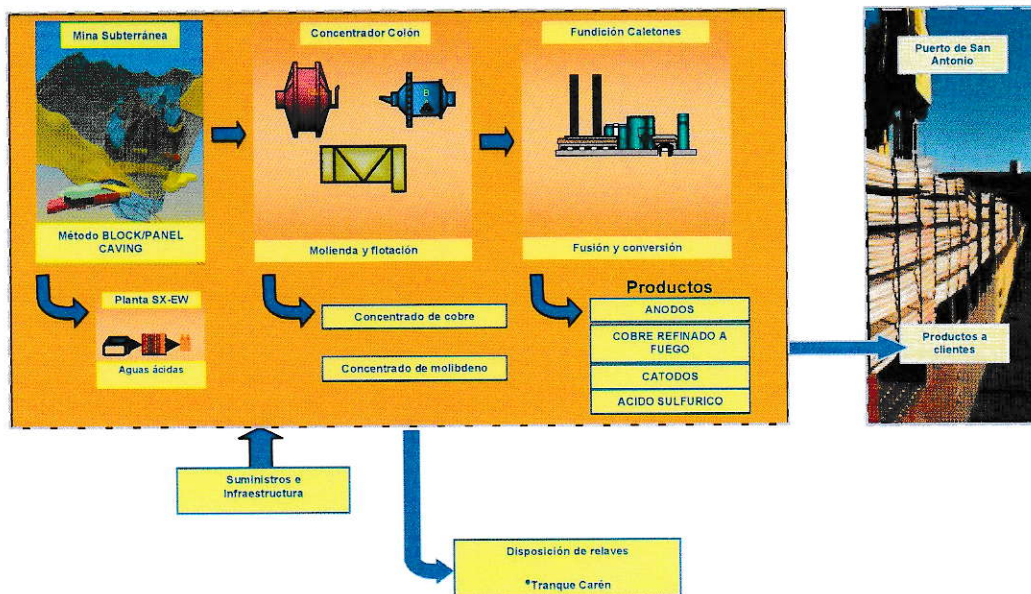 Mina Subterránea
Concentrador Colón
Fundición Caletones
Puerto de San
Antonio
B
Método BLOCK/PANEL
CAVING
Molienda y flotación
Fusión y conversión
Planta SX-EW
Aguas ácidas
Concentrado de cobre
Concentrado de molibdeno
Productos
ANODOS
COBRE REFINADO A
FUEGO
CATODOS
ACIDO SULFURICO
Productos a
clientes
Suministros e
Infraestructura
Disposición de relaves
•Tranque Carén